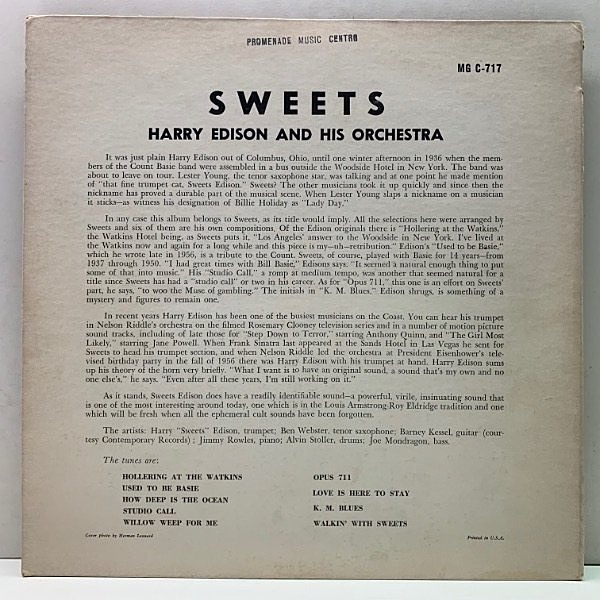 PROMENADE MUSIC CENTRE
MG C-717
SWEETS
HARRY EDISON AND HIS ORCHESTRA
It was just plain Harry Edison out of Columbus, Ohio, until one winter afternoon in 1936 when the mem-
bers of the Count Basie band were assembled in a bus outside the Woodside Hotel in New York. The band was
about to leave on tour. Lester Young, the tenor saxophone star, was talking and at one point he made mention
of "that fine trumpet cat, Sweets Edison." Sweets? The other musicians took it up quickly and since then the
nickname has proved a durable part of the musical scene. When Lester Young slaps a nickname on a musician
it sticks—as witness his designation of Billie Holiday as "Lady Day."
In any case this album belongs to Sweets, as its title would imply. All the selections here were arranged by
Sweets and six of them are his own compositions. Of the Edison originals there is "Hollering at the Watkins,"
the Watkins Hotel being, as Sweets puts it, "Los Angeles' answer to the Woodside in New York. I've lived at
the Watkins now and again for a long while and this piece is my—uh—retribution." Edison's "Used to be Basie,"
which he wrote late in 1956, is a tribute to the Count. Sweets, of course, played with Basie for 14 years—from
1937 through 1950. "I had great times with Bill Basie," Edisons says. "It seemed a natural enough thing to put
some of that into music." His "Studio Call," a romp at medium tempo, was another that seemed natural for a
title since Sweets has had a "studio call" or two in his career. As for "Opus 711," this one is an effort on Sweets'
part, he says, "to woo the Muse of gambling." The initials in "K. M. Blues," Edison shrugs, is something of a
mystery and figures to remain one.
In recent years Harry Edison has been one of the busiest musicians on the Coast. You can hear his trumpet
in Nelson Riddle's orchestra on the filmed Rosemary Clooney television series and in a number of motion picture
sound tracks, including of late those for "Step Down to Terror," starring Anthony Quinn, and "The Girl Most
Likely," starring Jane Powell. When Frank Sinatra last appeared at the Sands Hotel in Las Vegas he sent for
Sweets to head his trumpet section, and when Nelson Riddle led the orchestra at President Eisenhower's tele-
vised birthday party in the fall of 1956 there was Harry Edison with his trumpet at hand. Harry Edison sums
up his theory of the horn very briefly. "What I want is to have an original sound, a sound that's my own and no
one else's," he says. "Even after all these years, I'm still working on it."
As it stands, Sweets Edison does have a readily identifiable sound—a powerful, virile, insinuating sound that
is one of the most interesting around today, one which is in the Louis Armstrong-Roy Eldridge tradition and one
which will be fresh when all the ephemeral cult sounds have been forgotten.
The artists: Harry "Sweets" Edison, trumpet; Ben Webster, tenor saxophone; Barney Kessel, guitar (cour-
tesy Contemporary Records); Jimmy Rowles, piano; Alvin Stoller, drums; Joe Mondragon, bass.
The tunes are:
HOLLERING AT THE WATKINS
USED TO BE BASIE
HOW DEEP IS THE OCEAN
STUDIO CALL
WILLOW WEEP FOR ME
OPUS 711
LOVE IS HERE TO STAY
K. M. BLUES
WALKIN' WITH SWEETS
Cover photo by Herman Leonard
Printed in U.S.A.